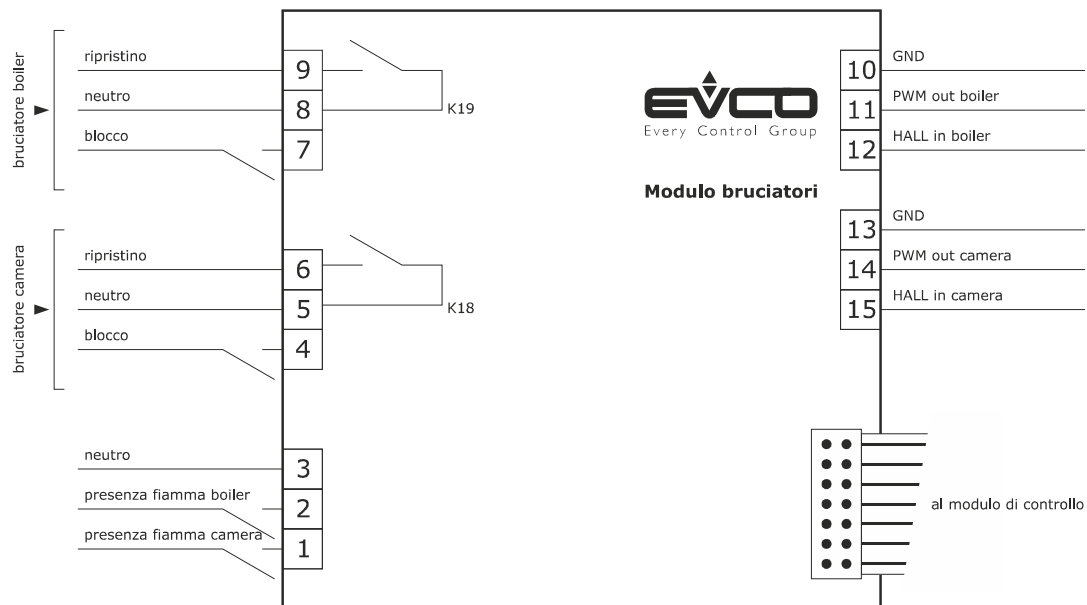 bruciatore boiler
ripristino
9
neutro
8
K19
blocco
7
bruciatore camera
ripristino
6
neutro
5
K18
blocco
4
neutro
3
presenza fiamma boiler
2
presenza fiamma camera
1
EVCO
Every Control Group
Modulo bruciatori
10
GND
11
PWM out boiler
12
HALL in boiler
13
GND
14
PWM out camera
15
HALL in camera
al modulo di controllo